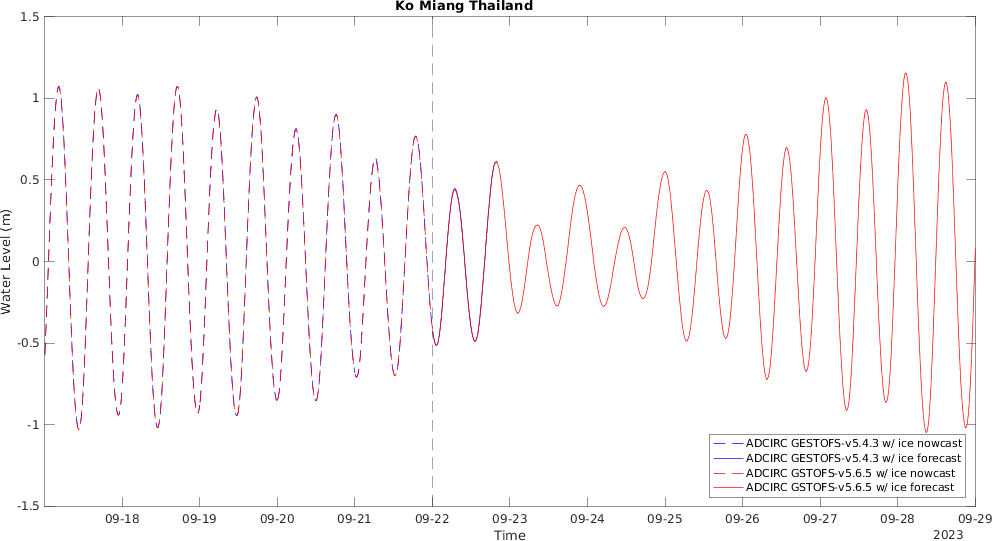 Ko Miang Thailand
Water Level (m)
1.5
1
0.5
0
-0.5
-1
-1.5
ADCIRC GESTOFS-v5.4.3 w/ ice nowcast
ADCIRC GESTOFS-v5.4.3 w/ ice forecast
ADCIRC GSTOFS-v5.6.5 w/ ice nowcast
ADCIRC GSTOFS-v5.6.5 w/ ice forecast
09-18 09-19 09-20 09-21 09-22 09-23 09-24 09-25 09-26 09-27 09-28 09-29
Time
2023